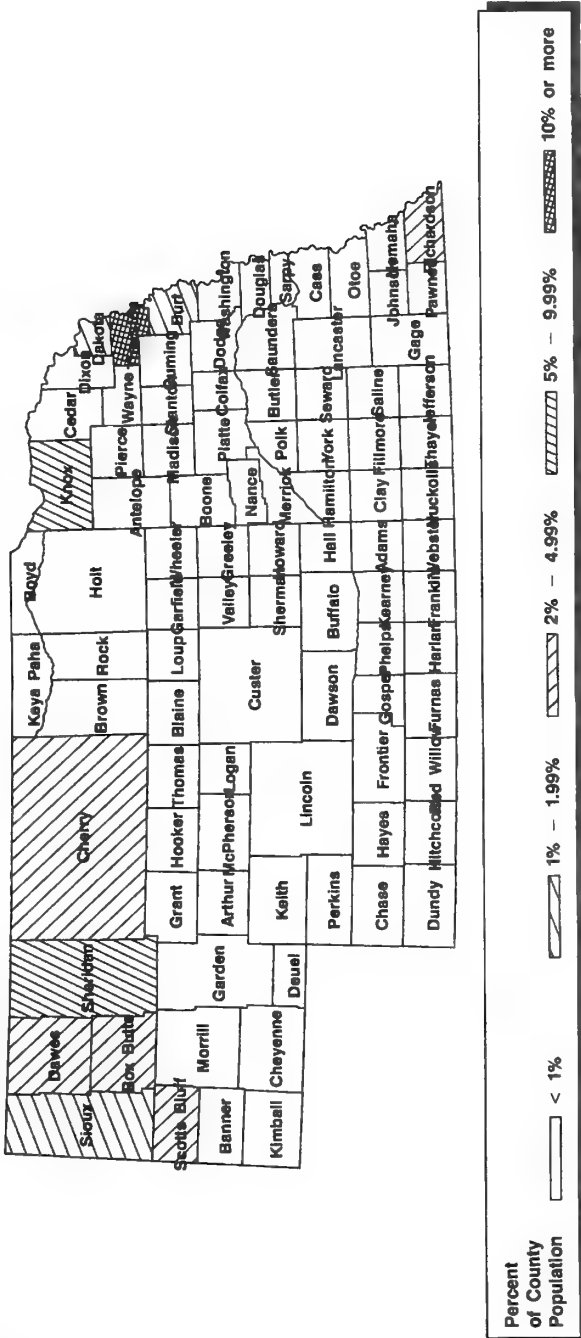 Sioux
Dawes
Box Butte
Sheridan
Cherry
Keya Paha
Boyd
Brown
Rock
Holt
Knox
Cedar
Dixon
Dakota
Antelope
Pierce
Wayne
Scotts Bluff
Banner
Kimball
Morrill
Cheyenne
Garden
Deuel
Grant
Hooker
Thomas
Blaine
Loup
Garfield
Wheeler
Boone
Madison
Stanton
Cuming
Burt
Arthur
McPherson
Logan
Custer
Valley
Greeley
Nance
Platte
Colfax
Dodge
Washington
Keith
Lincoln
Sherman
Howard
Merrick
Polk
Butler
Saunders
Douglas
Sarpy
Perkins
Dawson
Buffalo
Hall
Hamilton
York
Seward
Lancaster
Cass
Otoe
Chase
Hayes
Frontier
Gosper
Phelps
Kearney
Adams
Clay
Fillmore
Saline
Gage
Johnson
Nemaha
Dundy
Hitchcock
Red Willow
Furnas
Harlan
Franklin
Webster
Nuckolls
Thayer
Jefferson
Pawnee
Richardson
Percent
of County
Population
< 1%
1% - 1.99%
2% - 4.99%
5% - 9.99%
10% or more